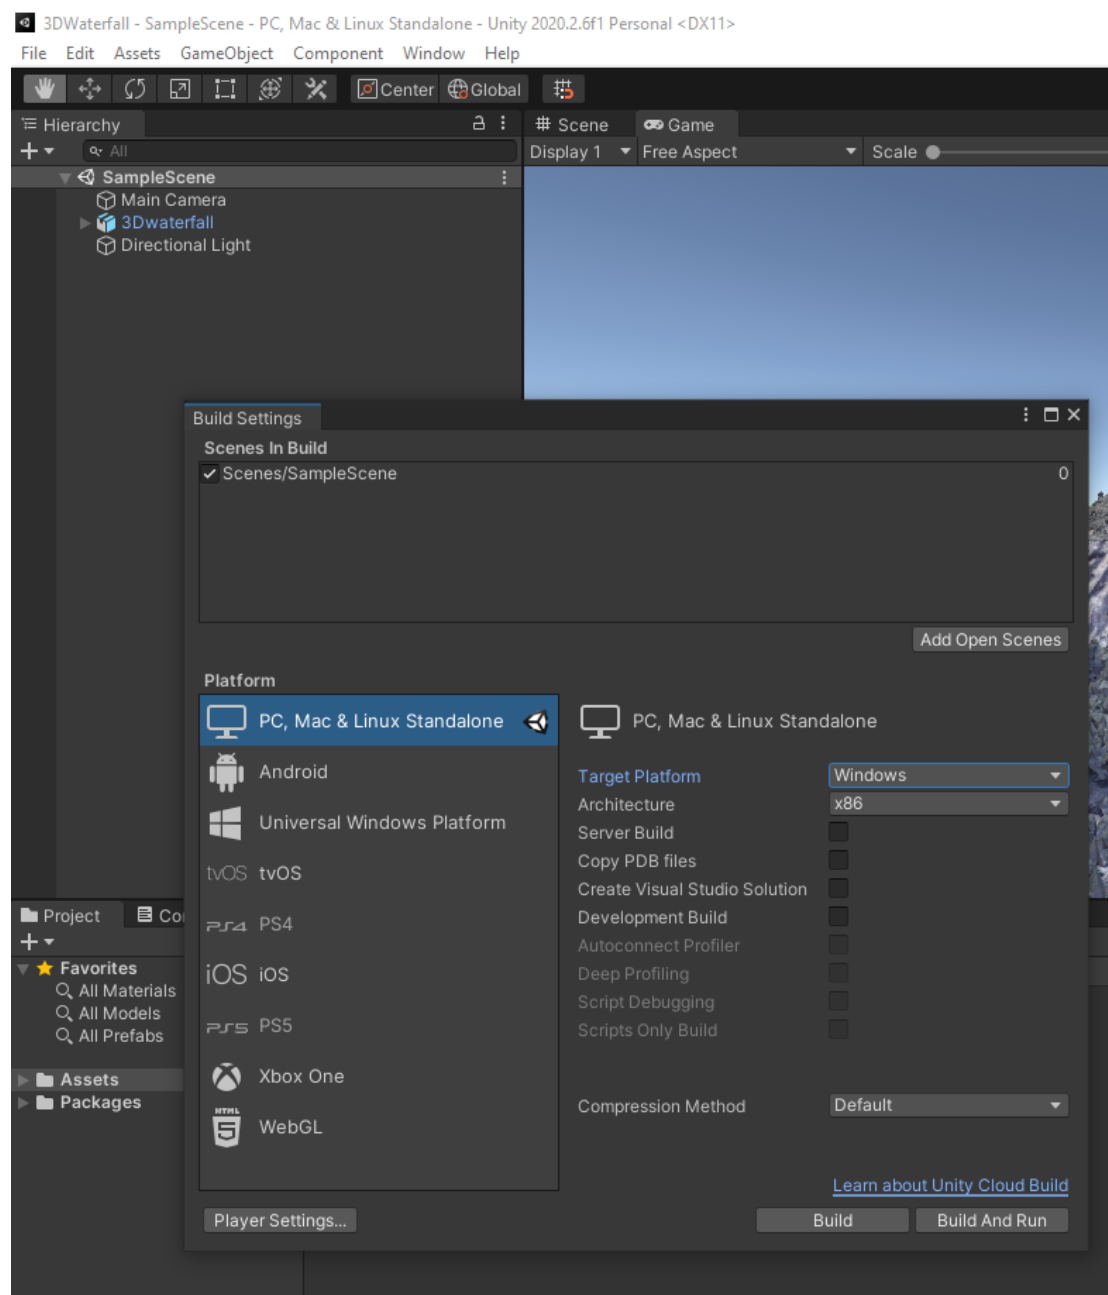 3DWaterfall - SampleScene - PC, Mac & Linux Standalone - Unity 2020.2.6f1 Personal <DX11>
File Edit Assets GameObject Component Window Help
Center Global
Hierarchy
All
Scene Game
Display 1 Free Aspect Scale
SampleScene
Main Camera
3Dwaterfall
Directional Light
Build Settings
Scenes In Build
Scenes/SampleScene 0
Add Open Scenes
Platform
PC, Mac & Linux Standalone
Android
Universal Windows Platform
tvOS tvOS
PS4 PS4
iOS iOS
PS5 PS5
Xbox One
HTML 5 WebGL
PC, Mac & Linux Standalone
Target Platform Windows
Architecture x86
Server Build
Copy PDB files
Create Visual Studio Solution
Development Build
Autoconnect Profiler
Deep Profiling
Script Debugging
Scripts Only Build
Compression Method Default
Learn about Unity Cloud Build
Player Settings... Build Build And Run
Project Co
Favorites
All Materials
All Models
All Prefabs
Assets
Packages